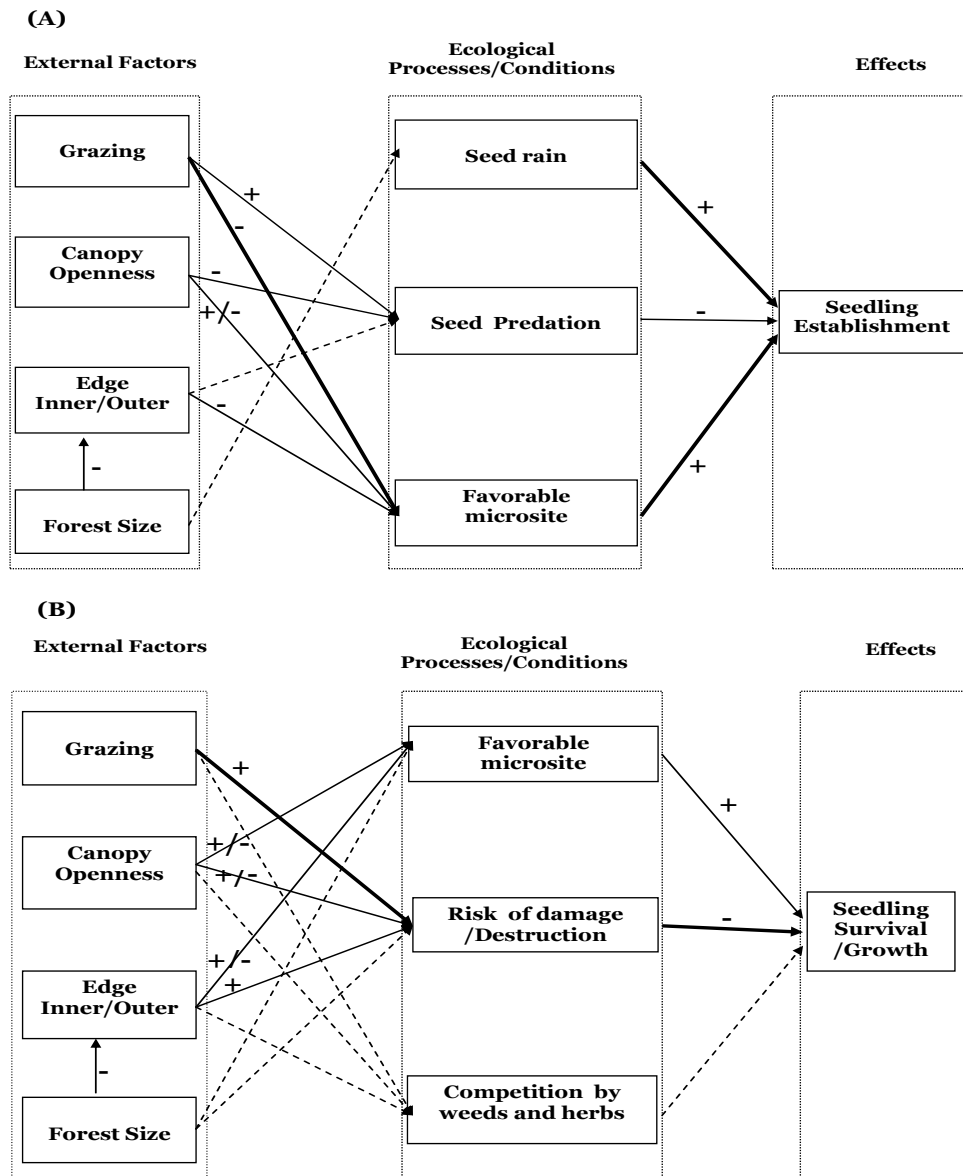 (A)
External Factors
Ecological
Processes/Conditions
Effects
Grazing
Seed rain
+
-
+
Canopy
Openness
-
+/-
Seed Predation
-
Seedling
Establishment
Edge
Inner/Outer
-
-
+
Forest Size
Favorable
microsite
(B)
External Factors
Ecological
Processes/Conditions
Effects
Grazing
+
Favorable
microsite
+
Canopy
Openness
+/-
+/-
Risk of damage
/Destruction
-
Seedling
Survival
/Growth
Edge
Inner/Outer
+/-
+
-
Forest Size
Competition by
weeds and herbs